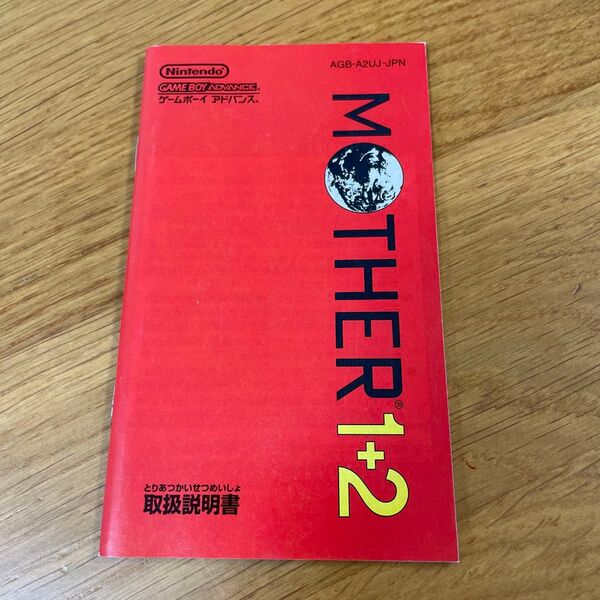 Nintendo®
GAME BOY ADVANCE®
ゲームボーイ アドバンス®
AGB-A2UJ-JPN
MOTHER®1+2
とりあつかいせつめいしょ
取扱説明書